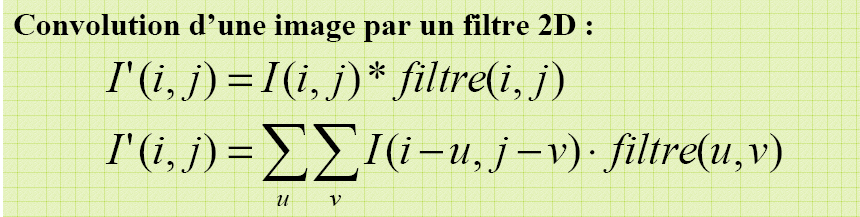 Convolution d'une image par un filtre 2D :
I'(i, j) = I(i, j) * filtre(i, j)
I'(i, j) = ∑∑ I(i − u, j − v) · filtre(u, v)
u v